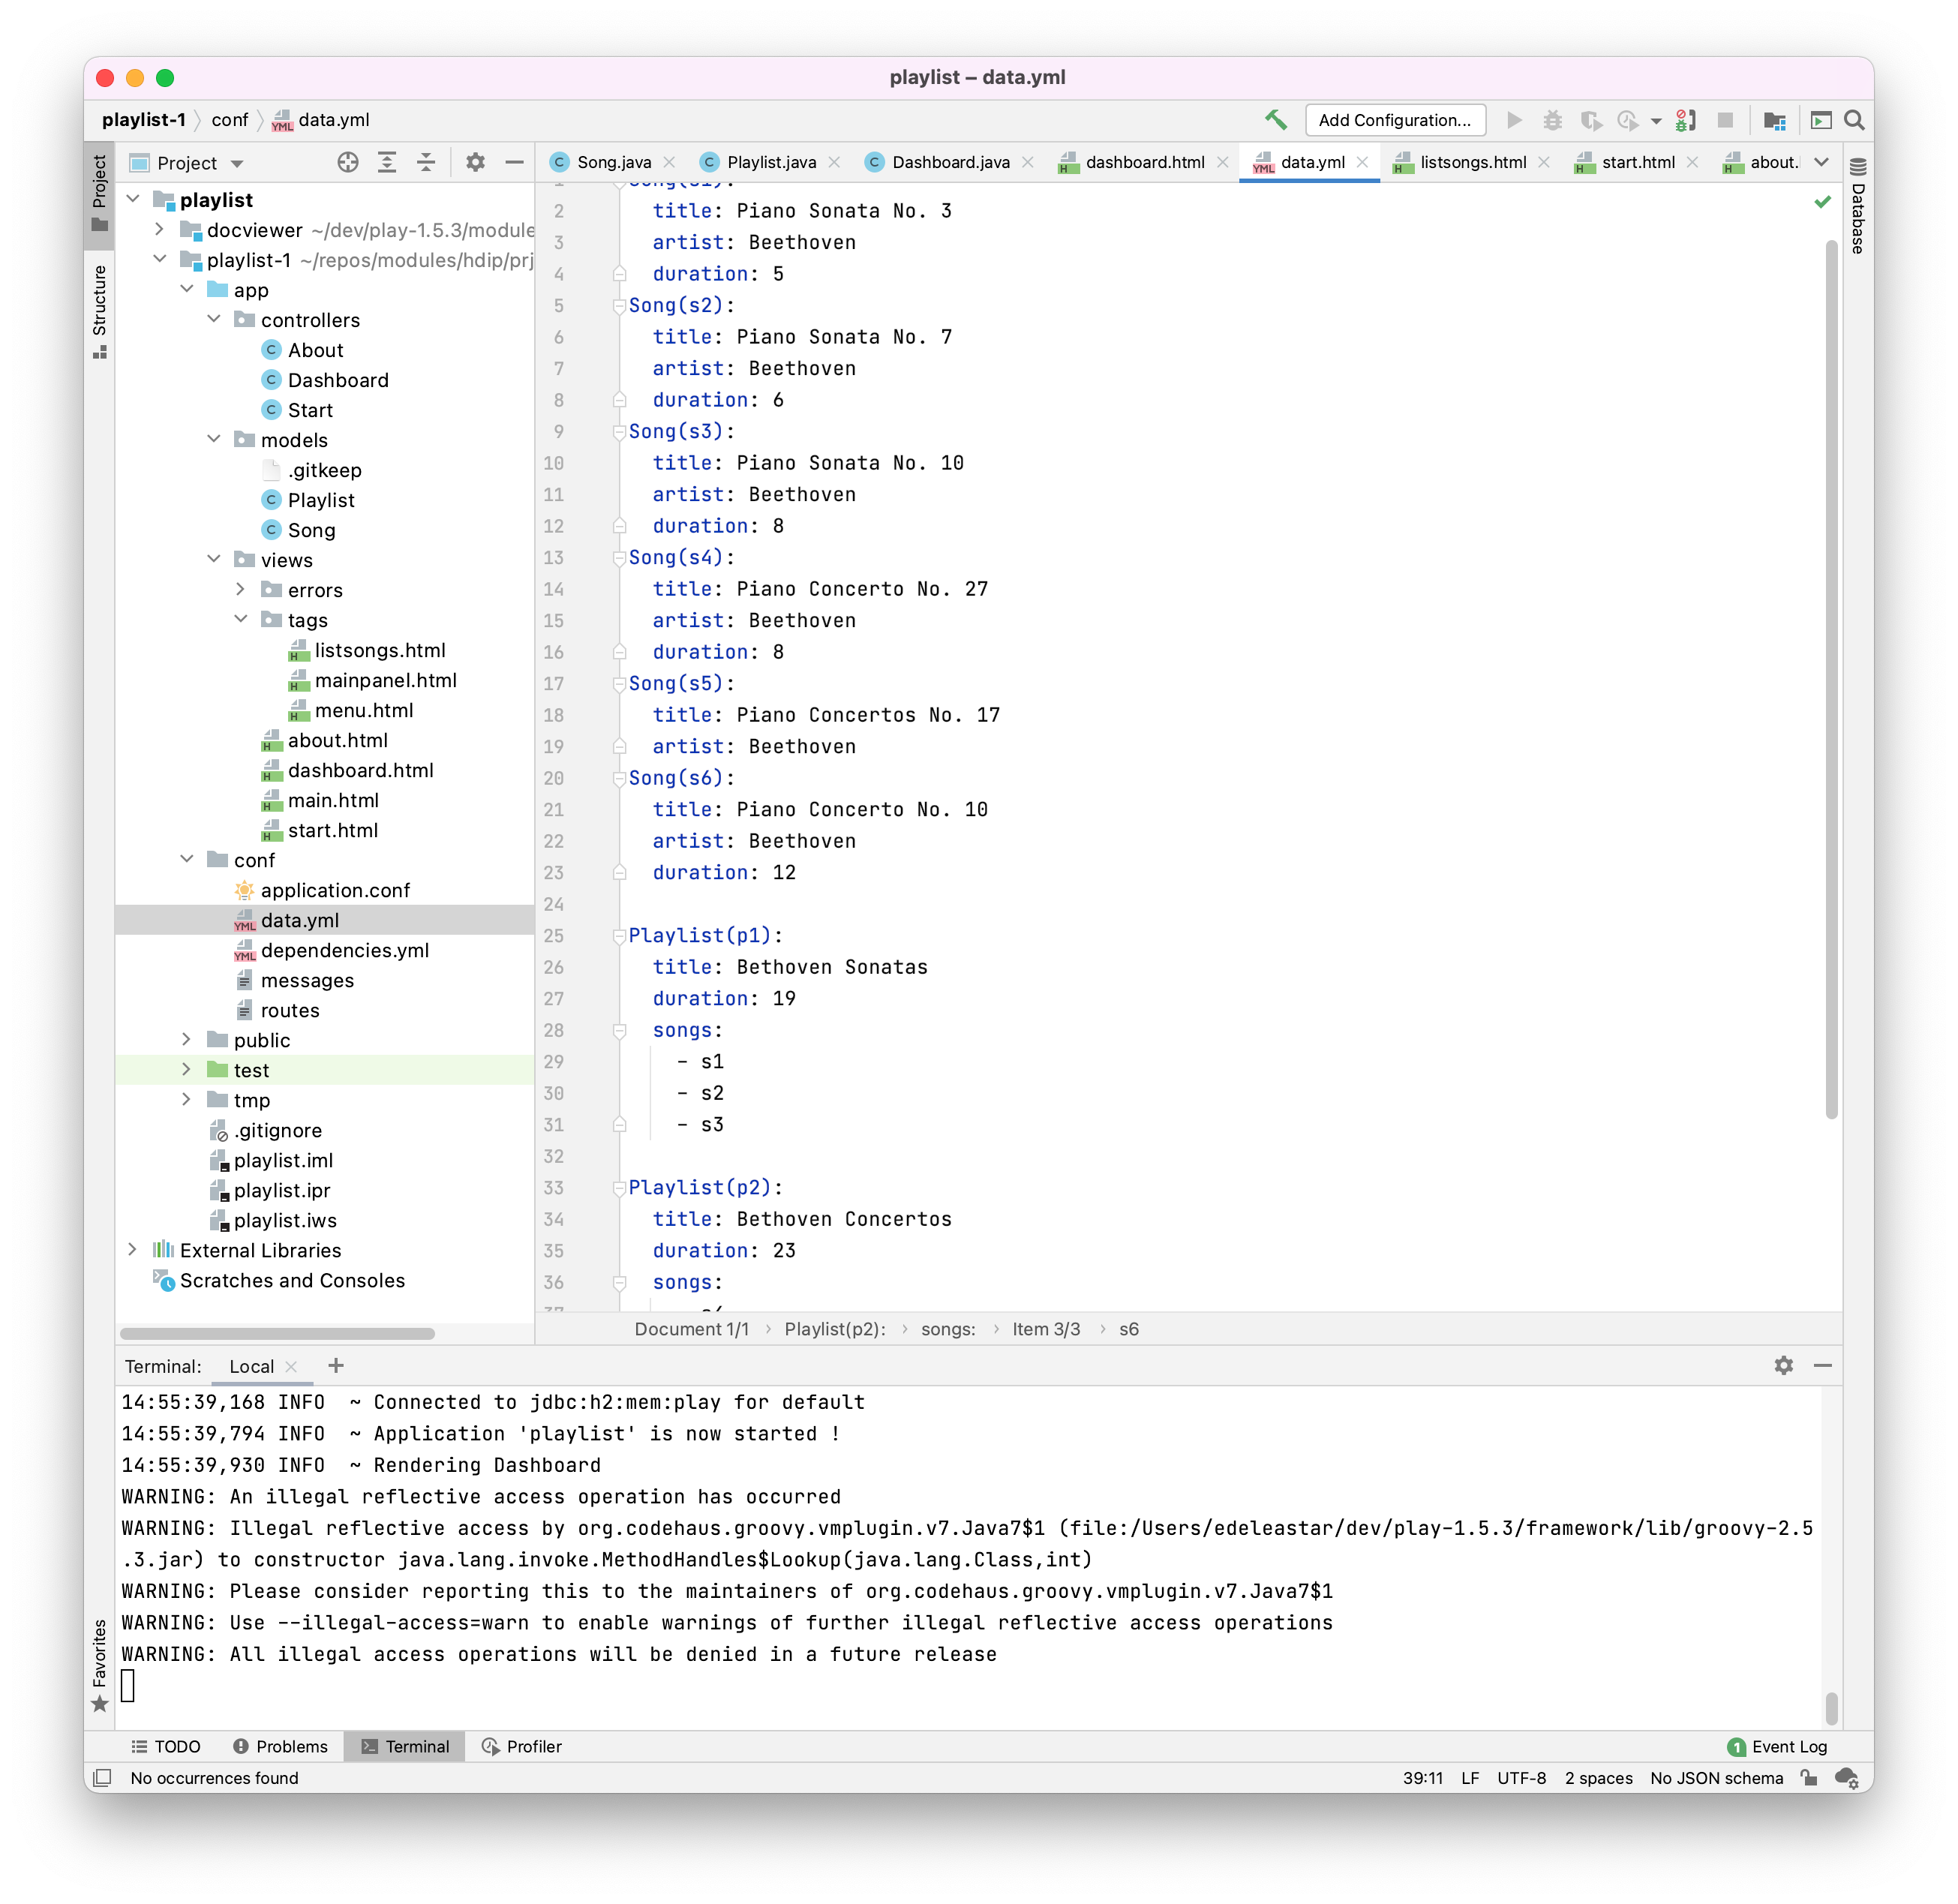 playlist – data.yml
playlist-1 conf data.yml
Add Configuration...
Project
Song.java
Playlist.java
Dashboard.java
dashboard.html
data.yml
listsongs.html
start.html
about.
Project
Structure
Favorites
Database
playlist
docviewer ~/dev/play-1.5.3/module
playlist-1 ~/repos/modules/hdip/prj
app
controllers
About
Dashboard
Start
models
.gitkeep
Playlist
Song
views
errors
tags
listsongs.html
mainpanel.html
menu.html
about.html
dashboard.html
main.html
start.html
conf
application.conf
data.yml
dependencies.yml
messages
routes
public
test
tmp
.gitignore
playlist.iml
playlist.ipr
playlist.iws
External Libraries
Scratches and Consoles
2 title: Piano Sonata No. 3
3 artist: Beethoven
4 duration: 5
5 Song(s2):
6 title: Piano Sonata No. 7
7 artist: Beethoven
8 duration: 6
9 Song(s3):
10 title: Piano Sonata No. 10
11 artist: Beethoven
12 duration: 8
13 Song(s4):
14 title: Piano Concerto No. 27
15 artist: Beethoven
16 duration: 8
17 Song(s5):
18 title: Piano Concertos No. 17
19 artist: Beethoven
20 Song(s6):
21 title: Piano Concerto No. 10
22 artist: Beethoven
23 duration: 12
24
25 Playlist(p1):
26 title: Bethoven Sonatas
27 duration: 19
28 songs:
29 - s1
30 - s2
31 - s3
32
33 Playlist(p2):
34 title: Bethoven Concertos
35 duration: 23
36 songs:
Document 1/1 › Playlist(p2): › songs: › Item 3/3 › s6
Terminal: Local
14:55:39,168 INFO ~ Connected to jdbc:h2:mem:play for default
14:55:39,794 INFO ~ Application 'playlist' is now started !
14:55:39,930 INFO ~ Rendering Dashboard
WARNING: An illegal reflective access operation has occurred
WARNING: Illegal reflective access by org.codehaus.groovy.vmplugin.v7.Java7$1 (file:/Users/edeleastar/dev/play-1.5.3/framework/lib/groovy-2.5
.3.jar) to constructor java.lang.invoke.MethodHandles$Lookup(java.lang.Class,int)
WARNING: Please consider reporting this to the maintainers of org.codehaus.groovy.vmplugin.v7.Java7$1
WARNING: Use --illegal-access=warn to enable warnings of further illegal reflective access operations
WARNING: All illegal access operations will be denied in a future release
TODO Problems Terminal Profiler 1 Event Log
No occurrences found 39:11 LF UTF-8 2 spaces No JSON schema